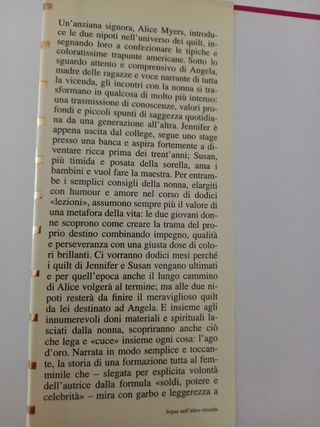 Un'anziana signora, Alice Myers, introdu-
ce le due nipoti nell'universo dei quilt, in-
segnando loro a confezionare le tipiche e
coloratissime trapunte americane. Sotto lo
sguardo attento e comprensivo di Angela,
madre delle ragazze e voce narrante di tutta
la vicenda, gli incontri con la nonna si tra-
sformano in qualcosa di molto più intenso:
una trasmissione di conoscenze, valori pro-
fondi e piccoli spunti di saggezza quotidia-
na da una generazione all'altra. Jennifer è
appena uscita dal college, segue uno stage
presso una banca e aspira fortemente a di-
ventare ricca prima dei trent'anni; Susan,
più timida e posata della sorella, ama i
bambini e vuol fare la maestra. Per entram-
be i semplici consigli della nonna, elargiti
con humour e amore nel corso di dodici
«lezioni», assumono sempre più il valore di
una metafora della vita: le due giovani don-
ne scoprono come creare la trama del pro-
prio destino combinando impegno, qualità
e perseveranza con una giusta dose di colo-
ri brillanti. Ci vorranno dodici mesi perché
i quilt di Jennifer e Susan vengano ultimati
e per quell'epoca anche il lungo cammino
di Alice volgerà al termine; ma alle due ni-
poti resterà da finire il meraviglioso quilt
da lei destinato ad Angela. E insieme agli
innumerevoli doni materiali e spirituali la-
sciati dalla nonna, scopriranno anche ciò
che lega e «cuce» insieme ogni cosa: l'ago
d'oro. Narrata in modo semplice e toccan-
te, la storia di una formazione tutta al fem-
minile che – slegata per esplicita volontà
dell'autrice dalla formula «soldi, potere e
celebrità» – mira con garbo e leggerezza a
Segue sull'altro risvolto